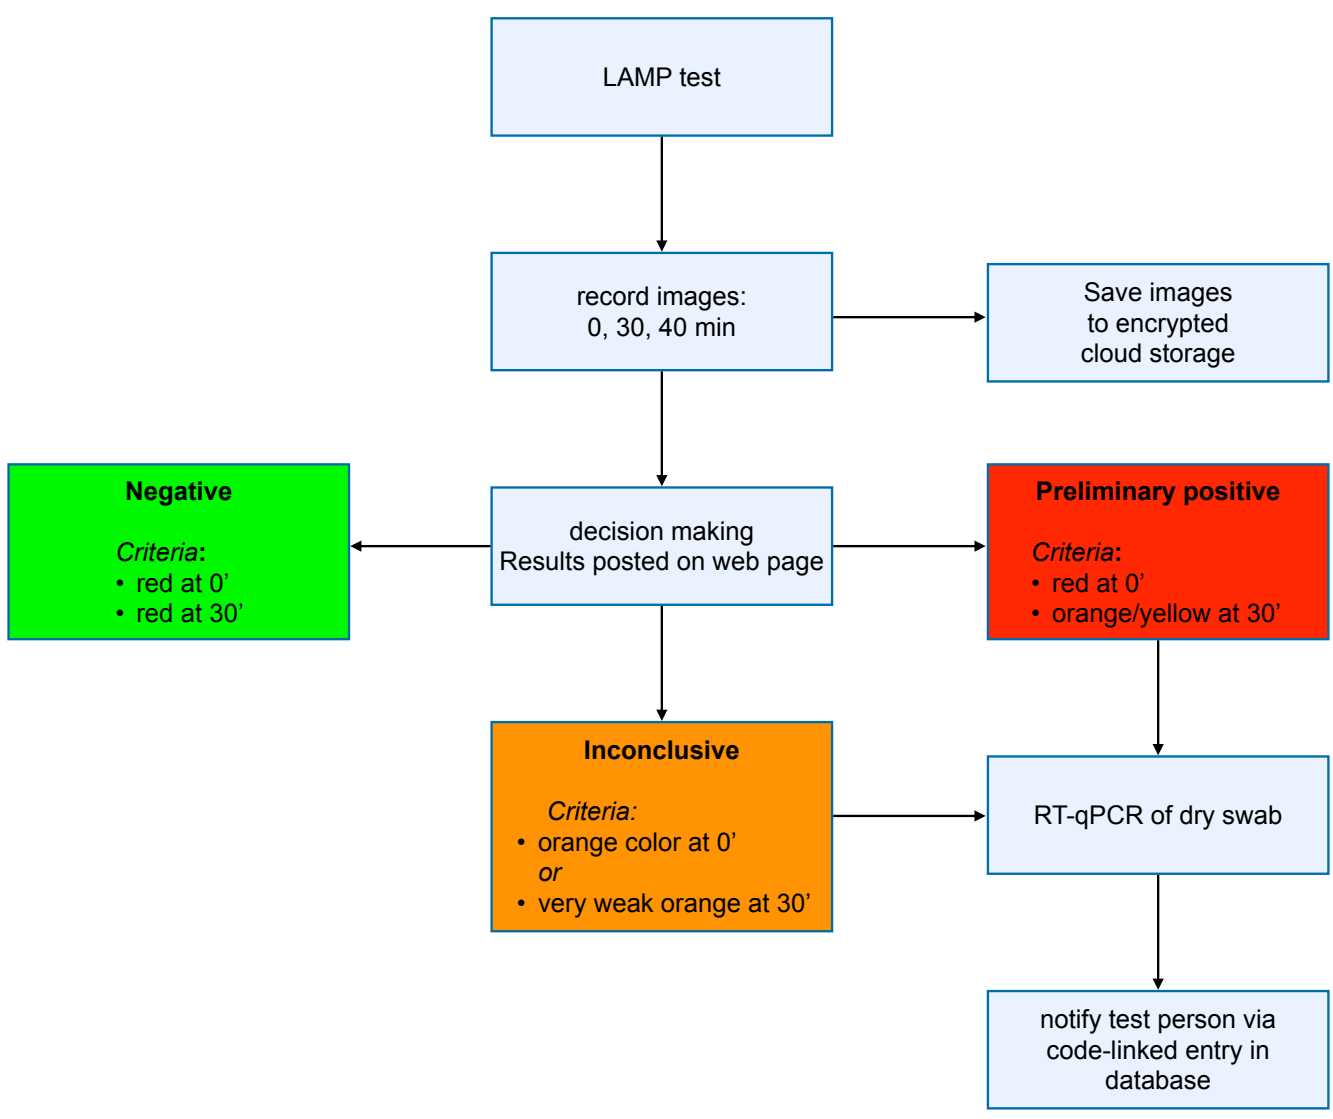 LAMP test
record images:
0, 30, 40 min
Save images
to encrypted
cloud storage
Negative
Criteria:
• red at 0’
• red at 30’
decision making
Results posted on web page
Preliminary positive
Criteria:
• red at 0’
• orange/yellow at 30’
Inconclusive
Criteria:
• orange color at 0’
or
• very weak orange at 30’
RT-qPCR of dry swab
notify test person via
code-linked entry in
database